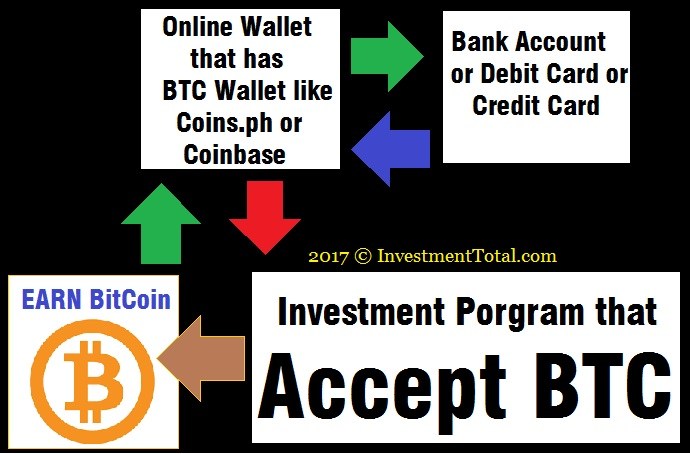 Online Wallet
that has
BTC Wallet like
Coins.ph or
Coinbase
Bank Account
or Debit Card or
Credit Card
2017 © InvestmentTotal.com
EARN BitCoin
Investment Porgram that
Accept BTC